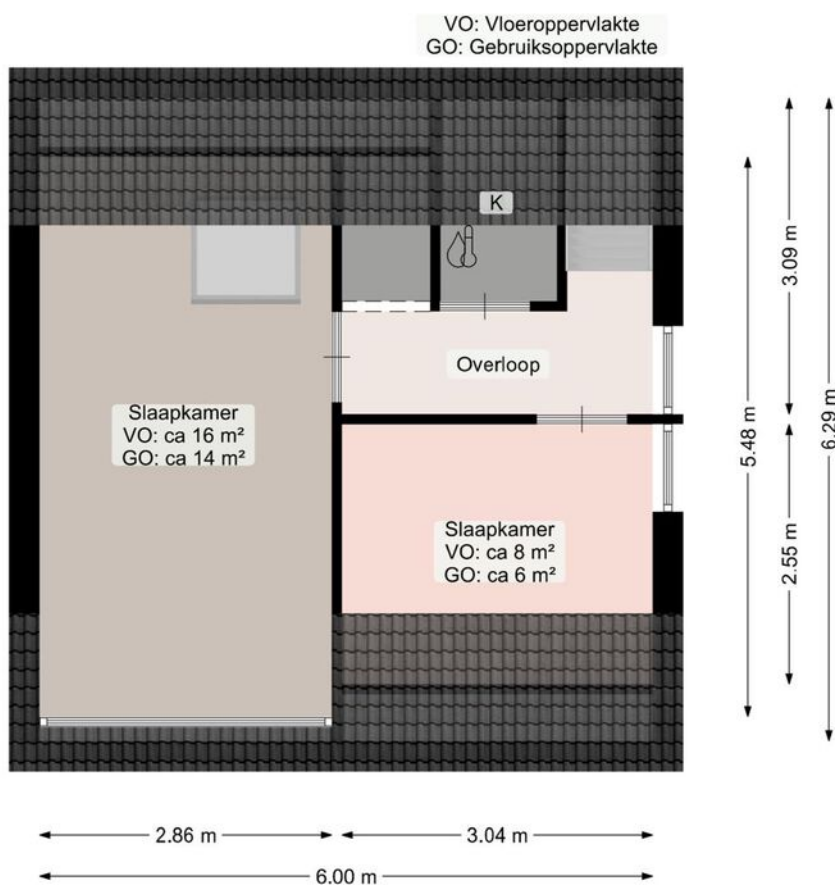 VO: Vloeroppervlakte
GO: Gebruiksoppervlakte
K
3.09 m
Overloop
Slaapkamer
VO: ca 16 m²
GO: ca 14 m²
5.48 m
6.29 m
Slaapkamer
VO: ca 8 m²
GO: ca 6 m²
2.55 m
2.86 m
3.04 m
6.00 m